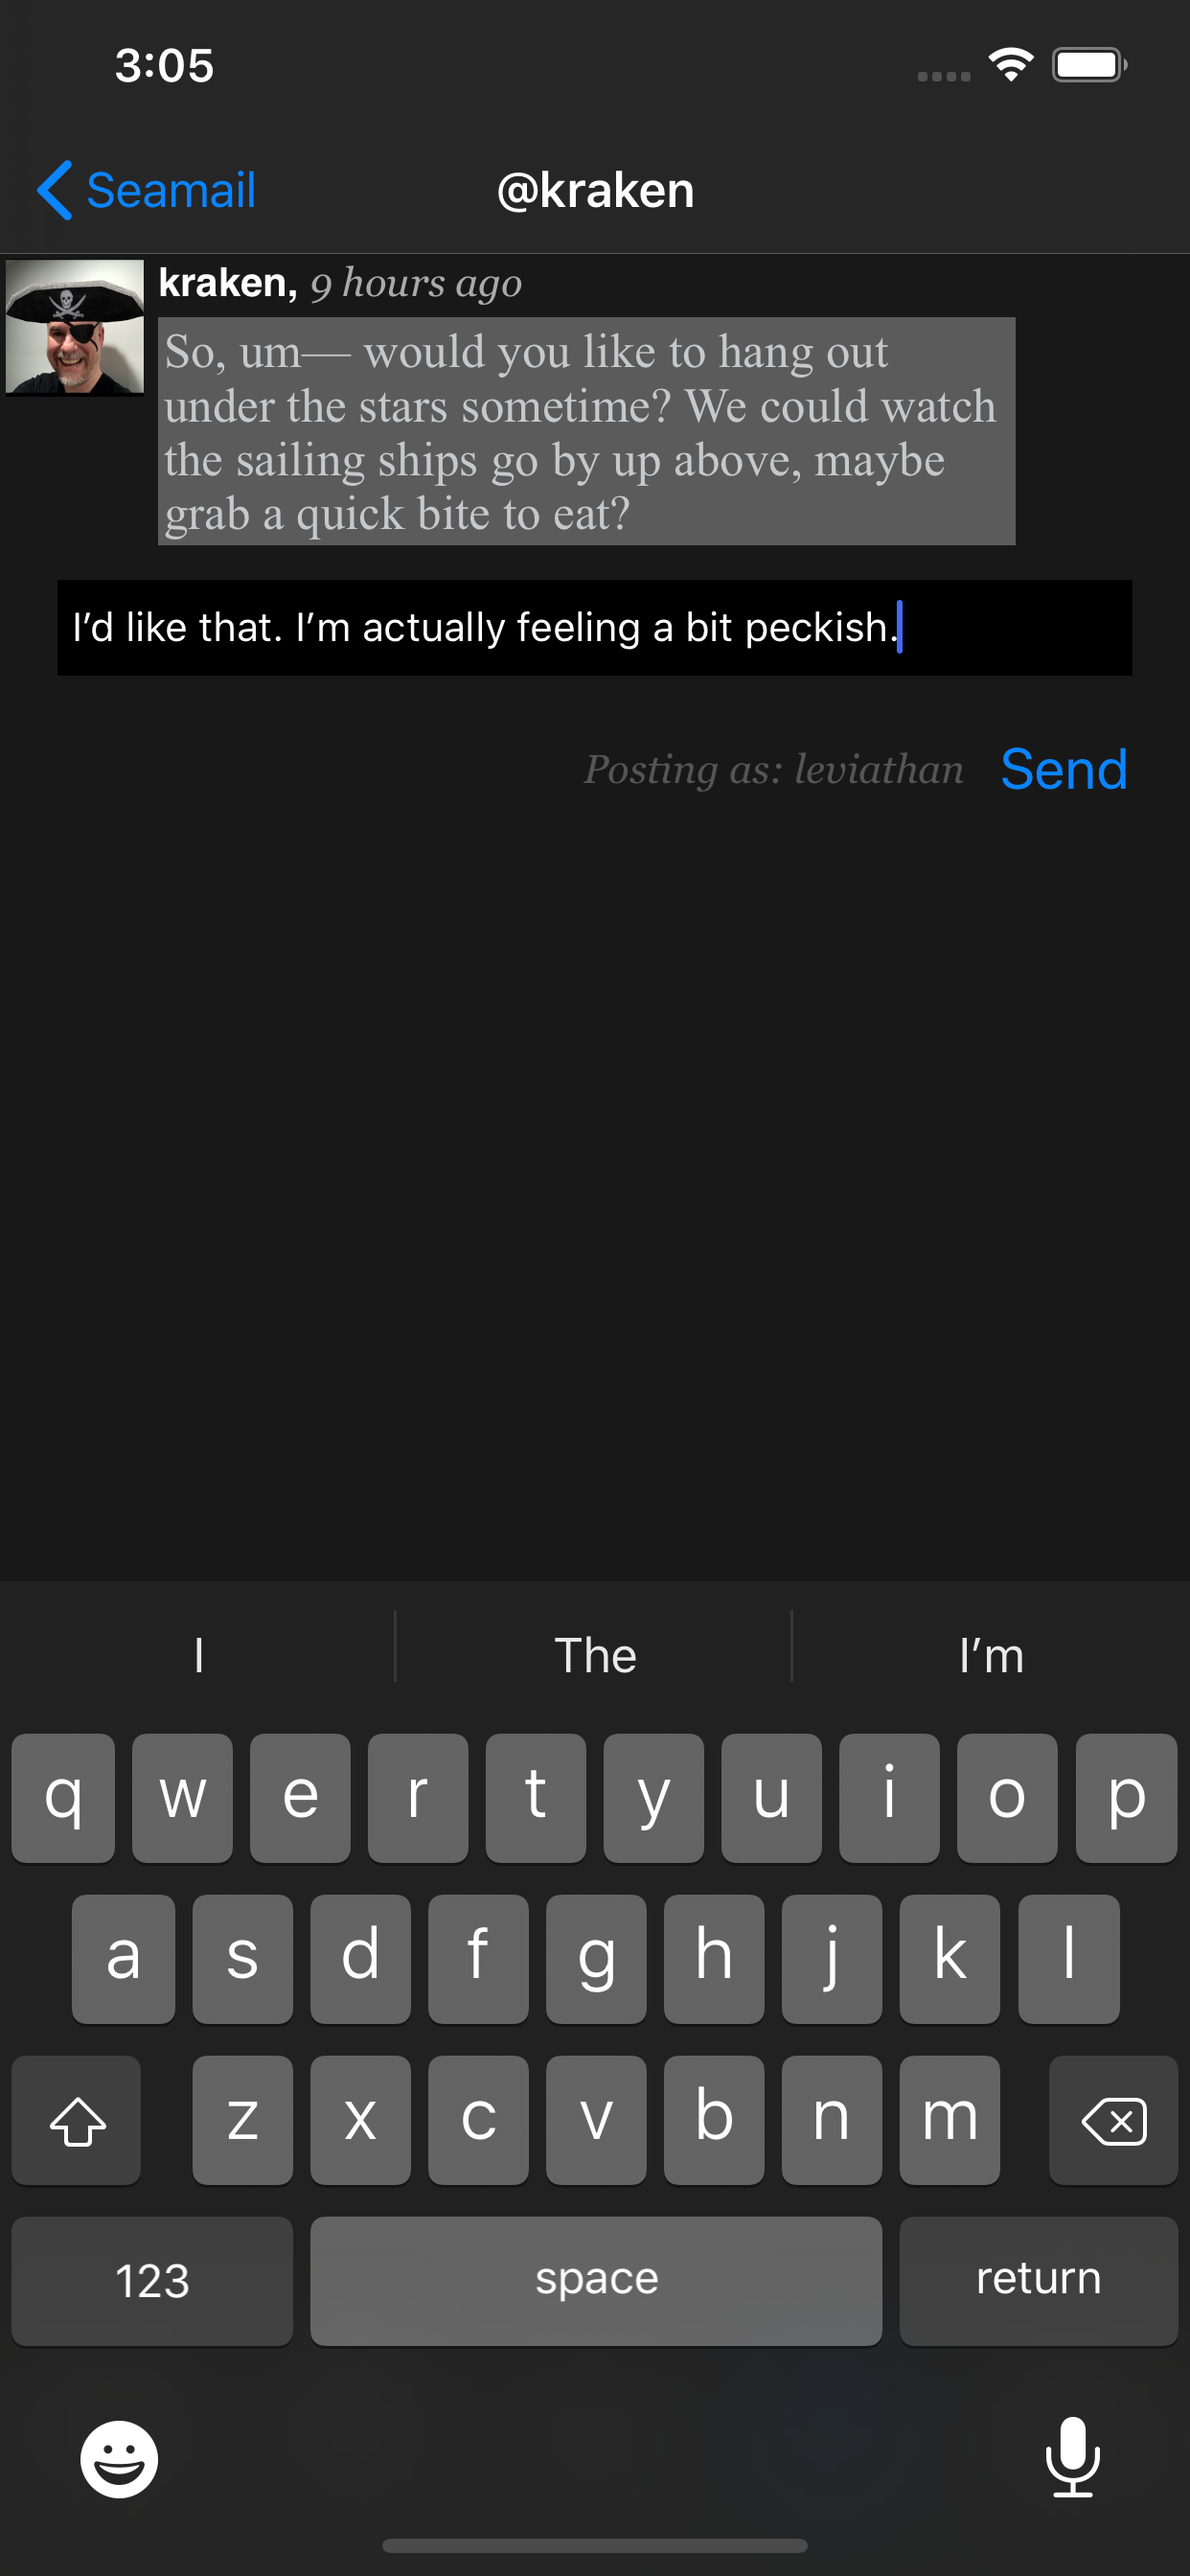 3:05
Seamail
@kraken
kraken, 9 hours ago
So, um— would you like to hang out
under the stars sometime? We could watch
the sailing ships go by up above, maybe
grab a quick bite to eat?
I’d like that. I’m actually feeling a bit peckish.
Posting as: leviathan Send
I The I’m
q w e r t y u i o p
a s d f g h j k l
z x c v b n m
123 space return